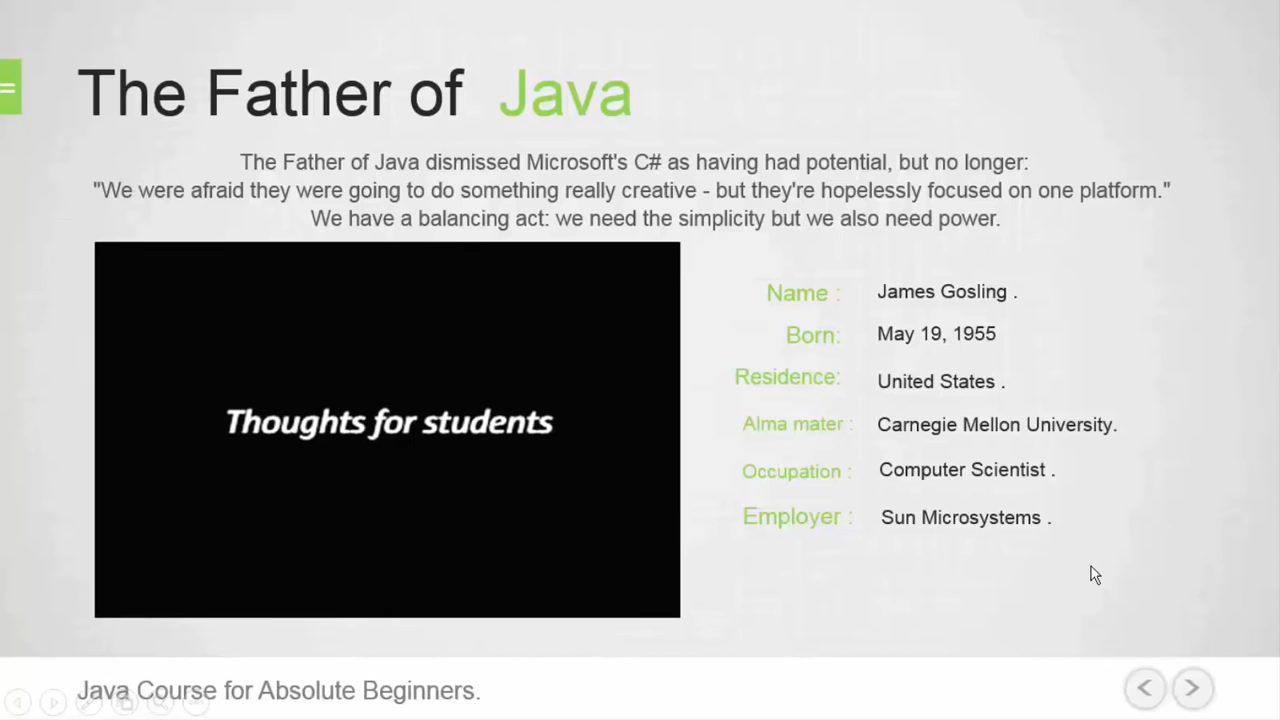 The Father of Java
The Father of Java dismissed Microsoft's C# as having had potential, but no longer:
"We were afraid they were going to do something really creative - but they're hopelessly focused on one platform."
We have a balancing act: we need the simplicity but we also need power.
Thoughts for students
Name : James Gosling .
Born: May 19, 1955
Residence: United States .
Alma mater : Carnegie Mellon University.
Occupation : Computer Scientist .
Employer : Sun Microsystems .
Java Course for Absolute Beginners.